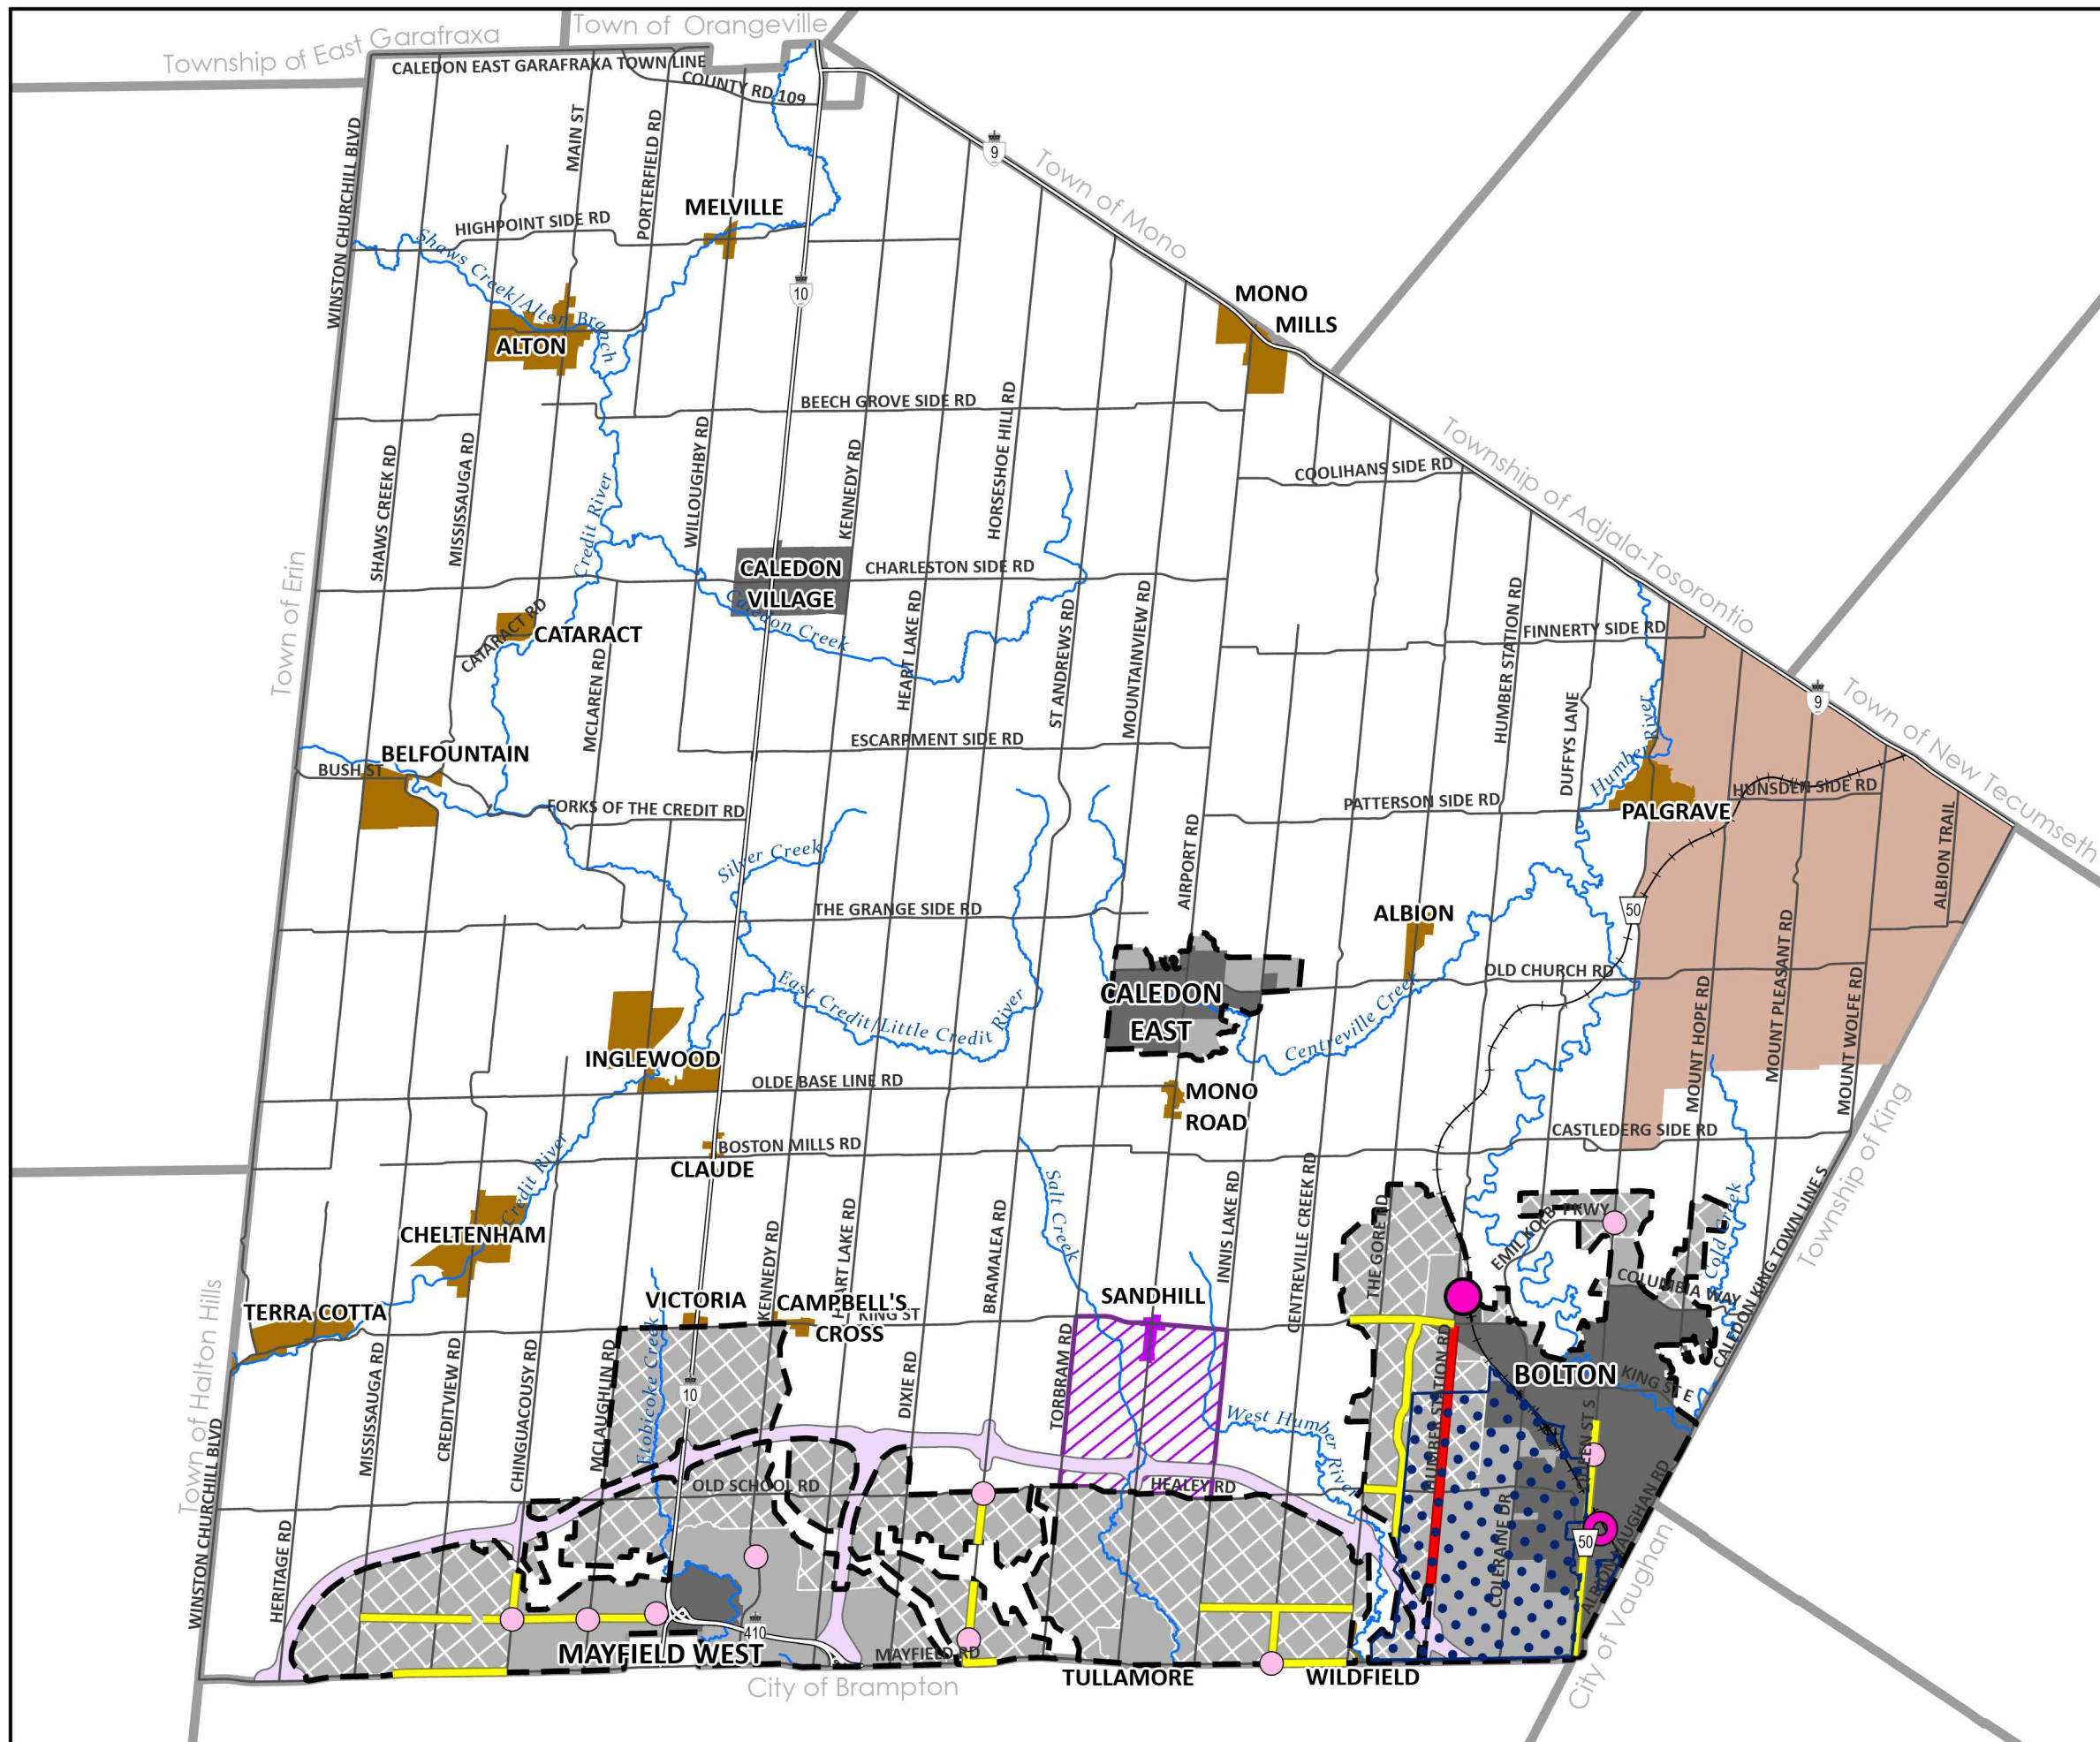 Township of East Garafraxa
Town of Orangeville
CALEDON EAST GARAFRAXA TOWN LINE
COUNTY RD 109
WINSTON CHURCHILL BLVD
MAIN ST
PORTERFIELD RD
9
Town of Mono
MELVILLE
HIGHPOINT SIDE RD
Shaws Creek/Alton Branch
10
ALTON
MONO
MILLS
BEECH GROVE SIDE RD
HORSESHOE HILL RD
Township of Adjala-Tosorontio
COOLIHANS SIDE RD
SHAWS CREEK RD
MISSISSAUGA RD
Credit River
WILLOUGHBY RD
KENNEDY RD
CALEDON
VILLAGE
CHARLESTON SIDE RD
Caledon Creek
Town of Erin
CATARACT RD
CATARACT
MCLAREN RD
HEART LAKE RD
ST ANDREWS RD
MOUNTAINVIEW RD
HUMBER STATION RD
FINNERTY SIDE RD
DUFFYS LANE
Humber River
9
Town of New Tecumseth
ESCARPMENT SIDE RD
BELFOUNTAIN
BUSH ST
FORKS OF THE CREDIT RD
PATTERSON SIDE RD
PALGRAVE
HUNSDEN SIDE RD
ALBION TRAIL
Silver Creek
AIRPORT RD
THE GRANGE SIDE RD
ALBION
50
OLD CHURCH RD
MOUNT HOPE RD
MOUNT PLEASANT RD
MOUNT WOLFE RD
CALEDON
EAST
East Credit/Little Credit River
Centreville Creek
INGLEWOOD
OLDE BASE LINE RD
MONO
ROAD
CASTLEDERG SIDE RD
BOSTON MILLS RD
CLAUDE
Credit River
Township of King
CHELTENHAM
Salt Creek
KENNEDY RD
HEART LAKE RD
BRAMALEA RD
INNIS LAKE RD
CENTREVILLE CREEK RD
THE GORE RD
EMIL KOLB PKWY
COLUMBIA WAY
Cold Creek
CALEDON KING TOWN LINE S
TERRA COTTA
VICTORIA
CAMPBELL'S
CROSS
KING ST
SANDHILL
Town of Halton Hills
MISSISSAUGA RD
CREDITVIEW RD
CHINGUACOUSY RD
MCLAUGHLIN RD
Etobicoke Creek
10
DIXIE RD
TORBRAM RD
West Humber River
HUMBER STATION RD
BOLTON
KING ST E
QUEEN ST S
OLD SCHOOL RD
HEALEY RD
WINSTON CHURCHILL BLVD
HERITAGE RD
COLERAINE DR
50
ALBION VAUGHAN RD
410
MAYFIELD WEST
MAYFIELD RD
TULLAMORE
WILDFIELD
City of Brampton
City of Vaughan